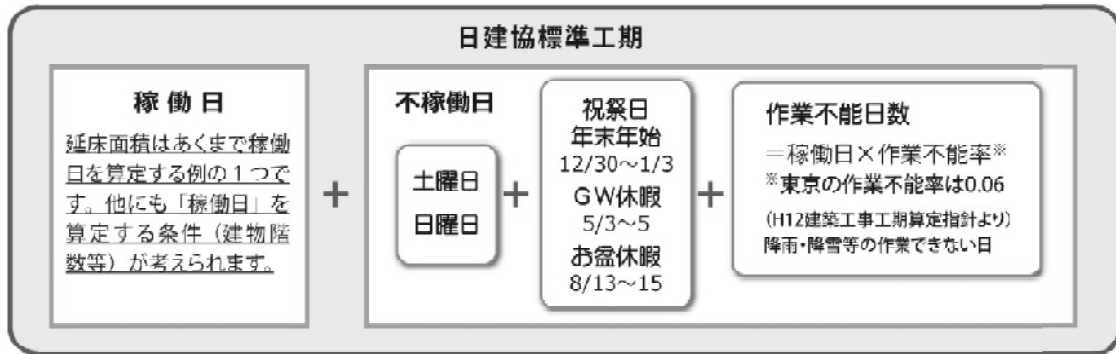 日建協標準工期
稼働日
延床面積はあくまで稼働
日を算定する例の1つで
す。他にも「稼働日」を
算定する条件（建物階
数等）が考えられます。
+
不稼働日
土曜日
日曜日
+
祝祭日
年末年始
12/30～1/3
GW休暇
5/3～5
お盆休暇
8/13～15
+
作業不能日数
＝稼働日×作業不能率※
※東京の作業不能率は0.06
（H12建築工事工期算定指針より）
降雨・降雪等の作業できない日